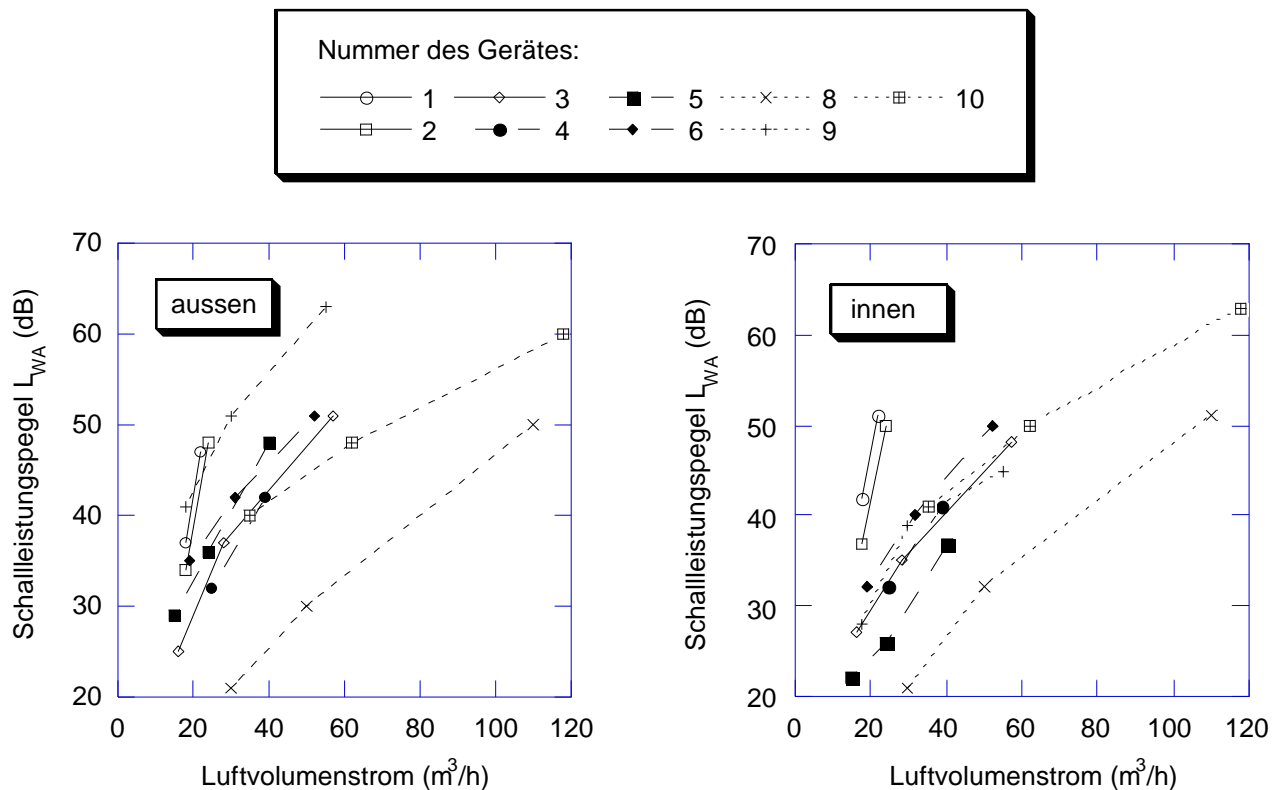 Nummer des Gerätes:
1 3 5 8 10
2 4 6 9
70
60
50
40
30
20
0 20 40 60 80 100 120
Schallleistungspegel L_WA (dB)
Luftvolumenstrom (m³/h)
aussen
70
60
50
40
30
20
0 20 40 60 80 100 120
Schallleistungspegel L_WA (dB)
Luftvolumenstrom (m³/h)
innen